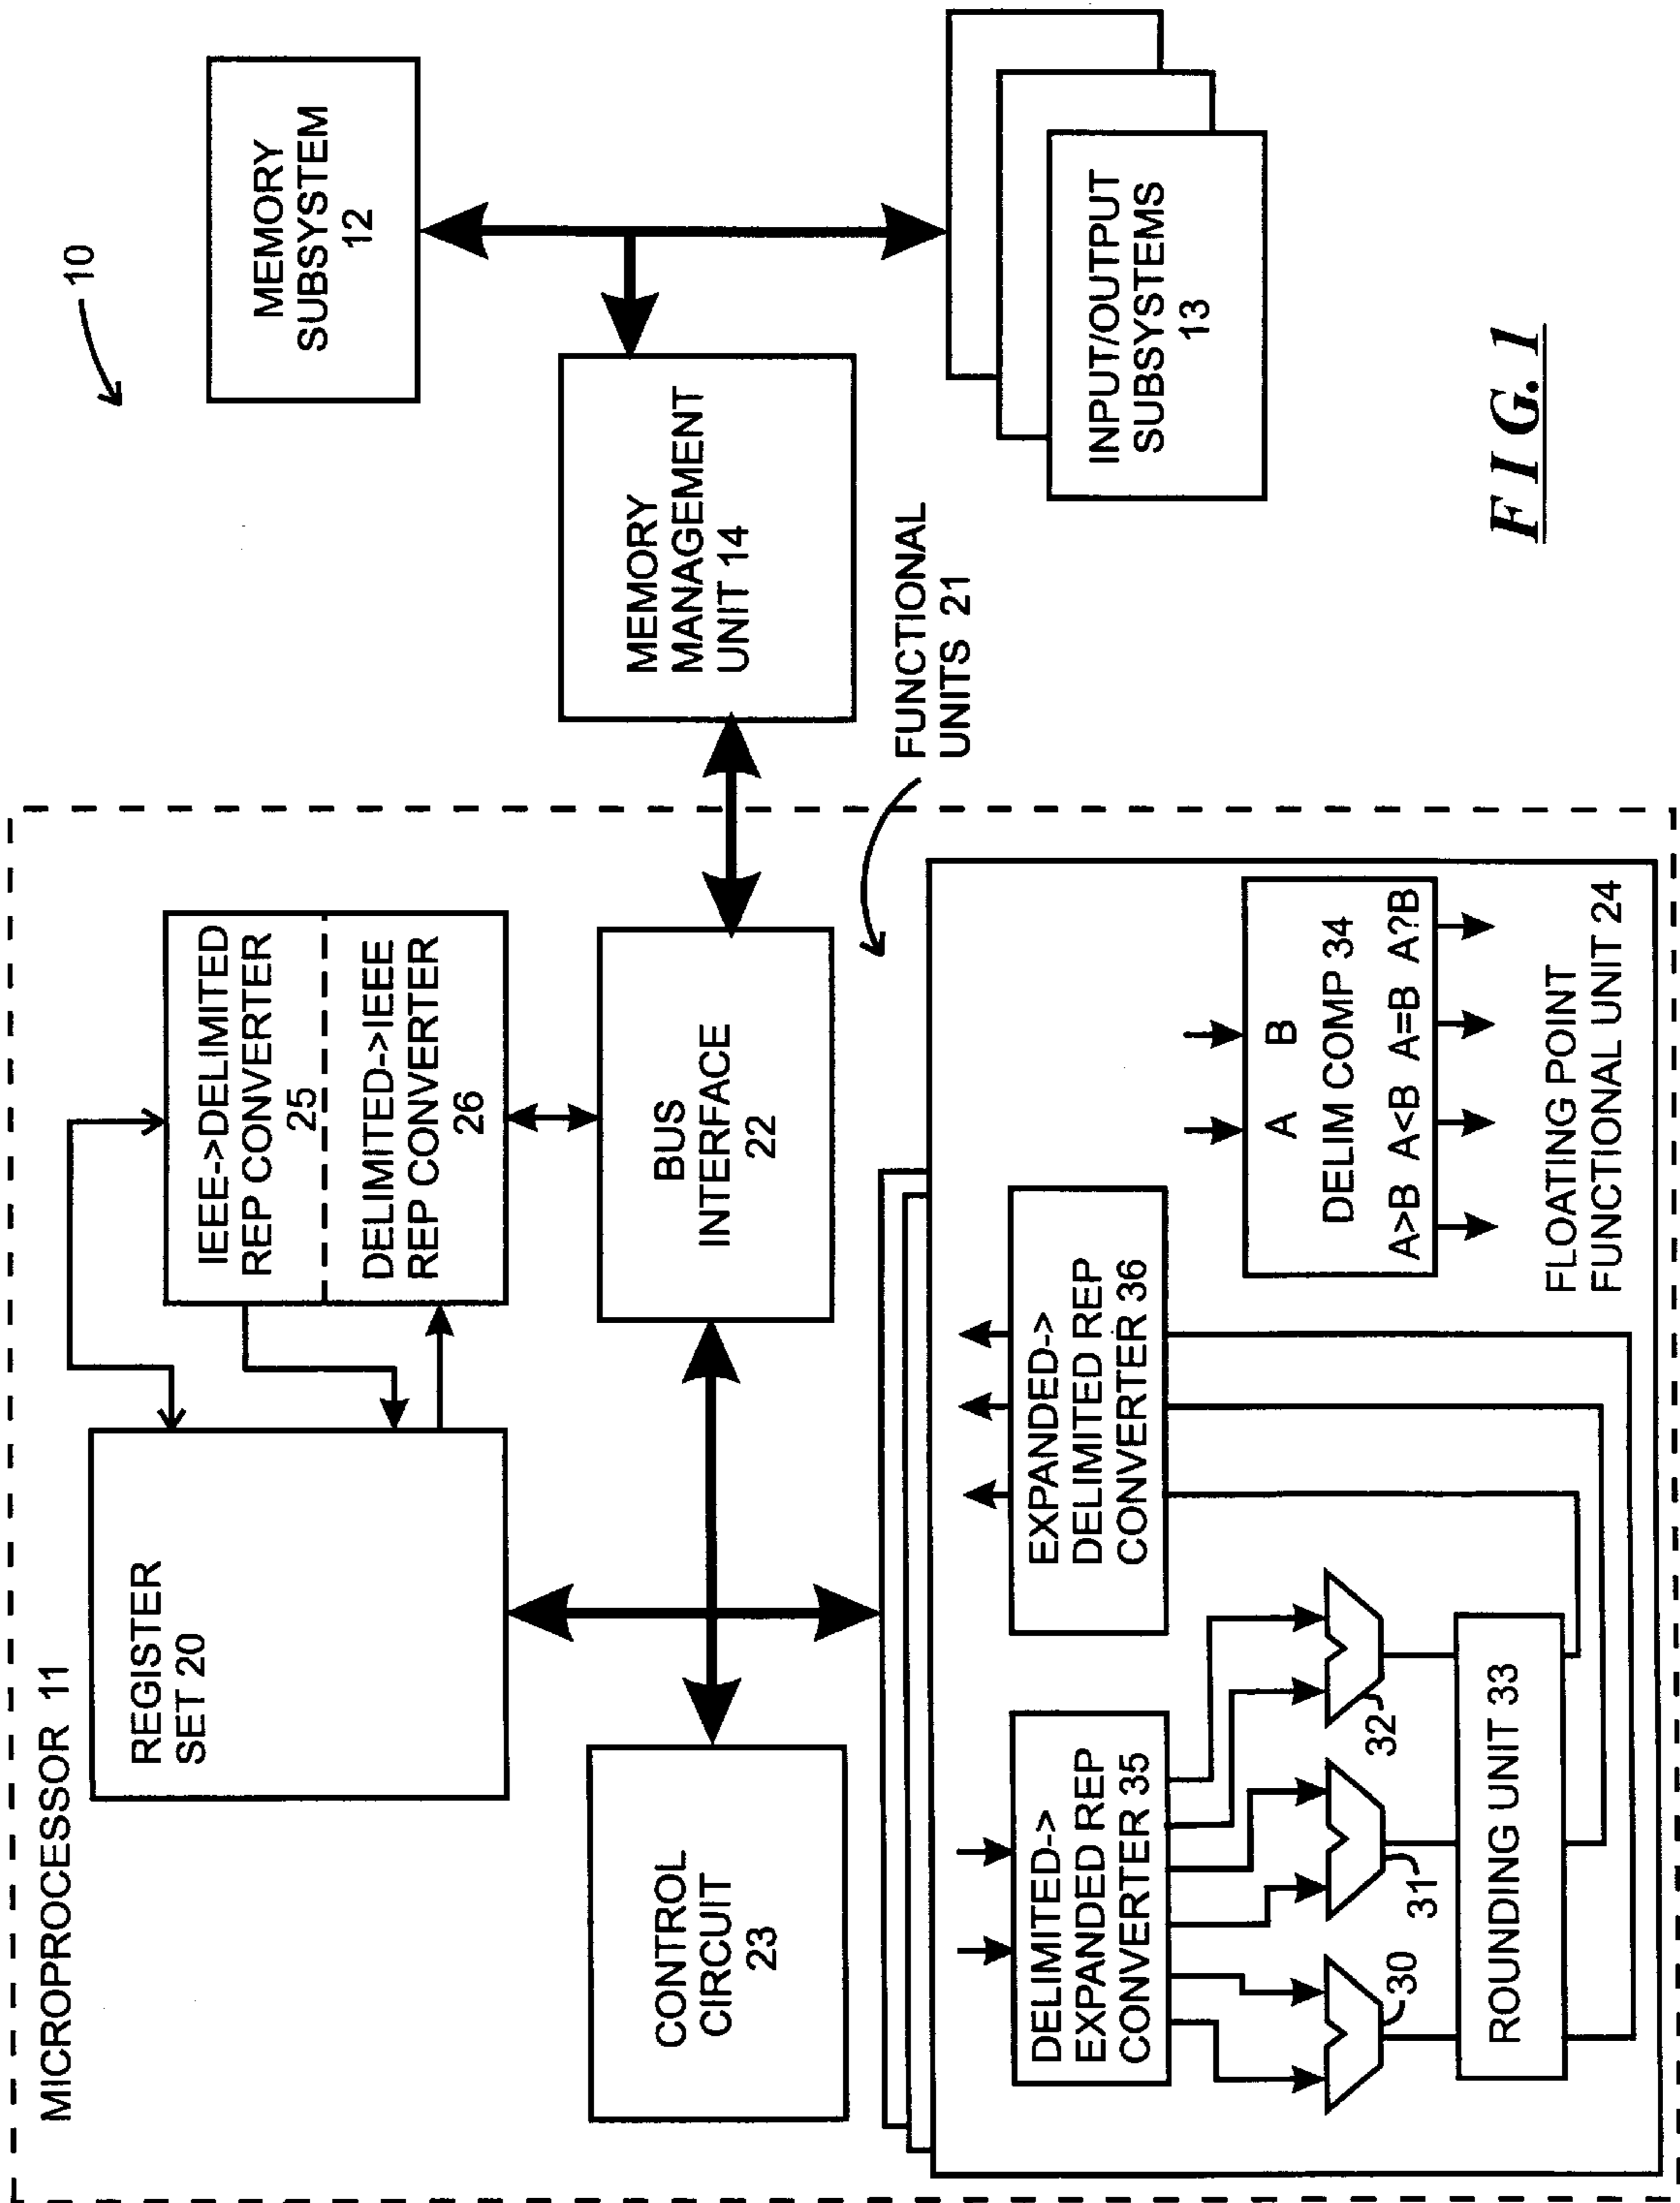 10
MICROPROCESSOR 11
REGISTER
SET 20
IEEE->DELIMITED
REP CONVERTER
25
DELIMITED->IEEE
REP CONVERTER
26
MEMORY
SUBSYSTEM
12
CONTROL
CIRCUIT
23
BUS
INTERFACE
22
MEMORY
MANAGEMENT
UNIT 14
FUNCTIONAL
UNITS 21
INPUT/OUTPUT
SUBSYSTEMS
13
DELIMITED->
EXPANDED REP
CONVERTER 35
EXPANDED->
DELIMITED REP
CONVERTER 36
A B
DELIM COMP 34
A>B A<B A=B A?B
30
31
32
ROUNDING UNIT 33
FLOATING POINT
FUNCTIONAL UNIT 24
FIG. 1